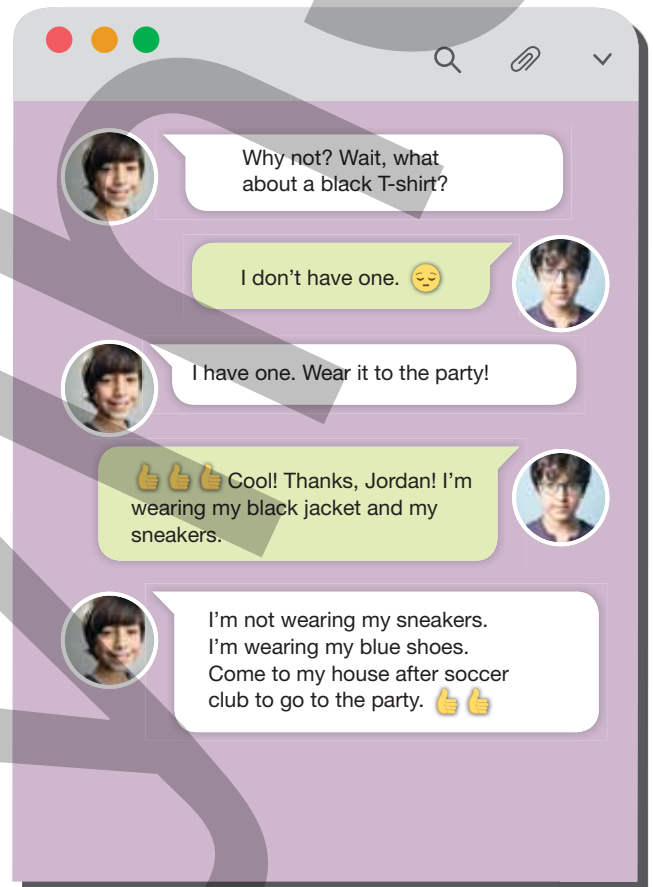 Why not? Wait, what
about a black T-shirt?
I don't have one. 😔
I have one. Wear it to the party!
👍👍👍 Cool! Thanks, Jordan! I'm
wearing my black jacket and my
sneakers.
I'm not wearing my sneakers.
I'm wearing my blue shoes.
Come to my house after soccer
club to go to the party. 👍👍